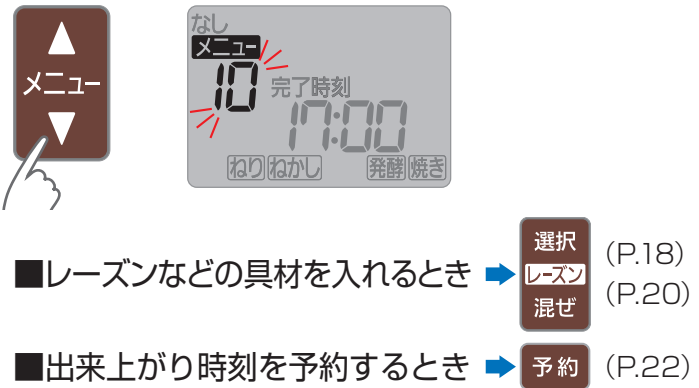 ▲
メニュー
▼
なし
メニュー
10
完了時刻
17:00
ねり ねかし 発酵 焼き
■レーズンなどの具材を入れるとき ➡ 選択 レーズン 混ぜ (P.18) (P.20)
■出来上がり時刻を予約するとき ➡ 予約 (P.22)